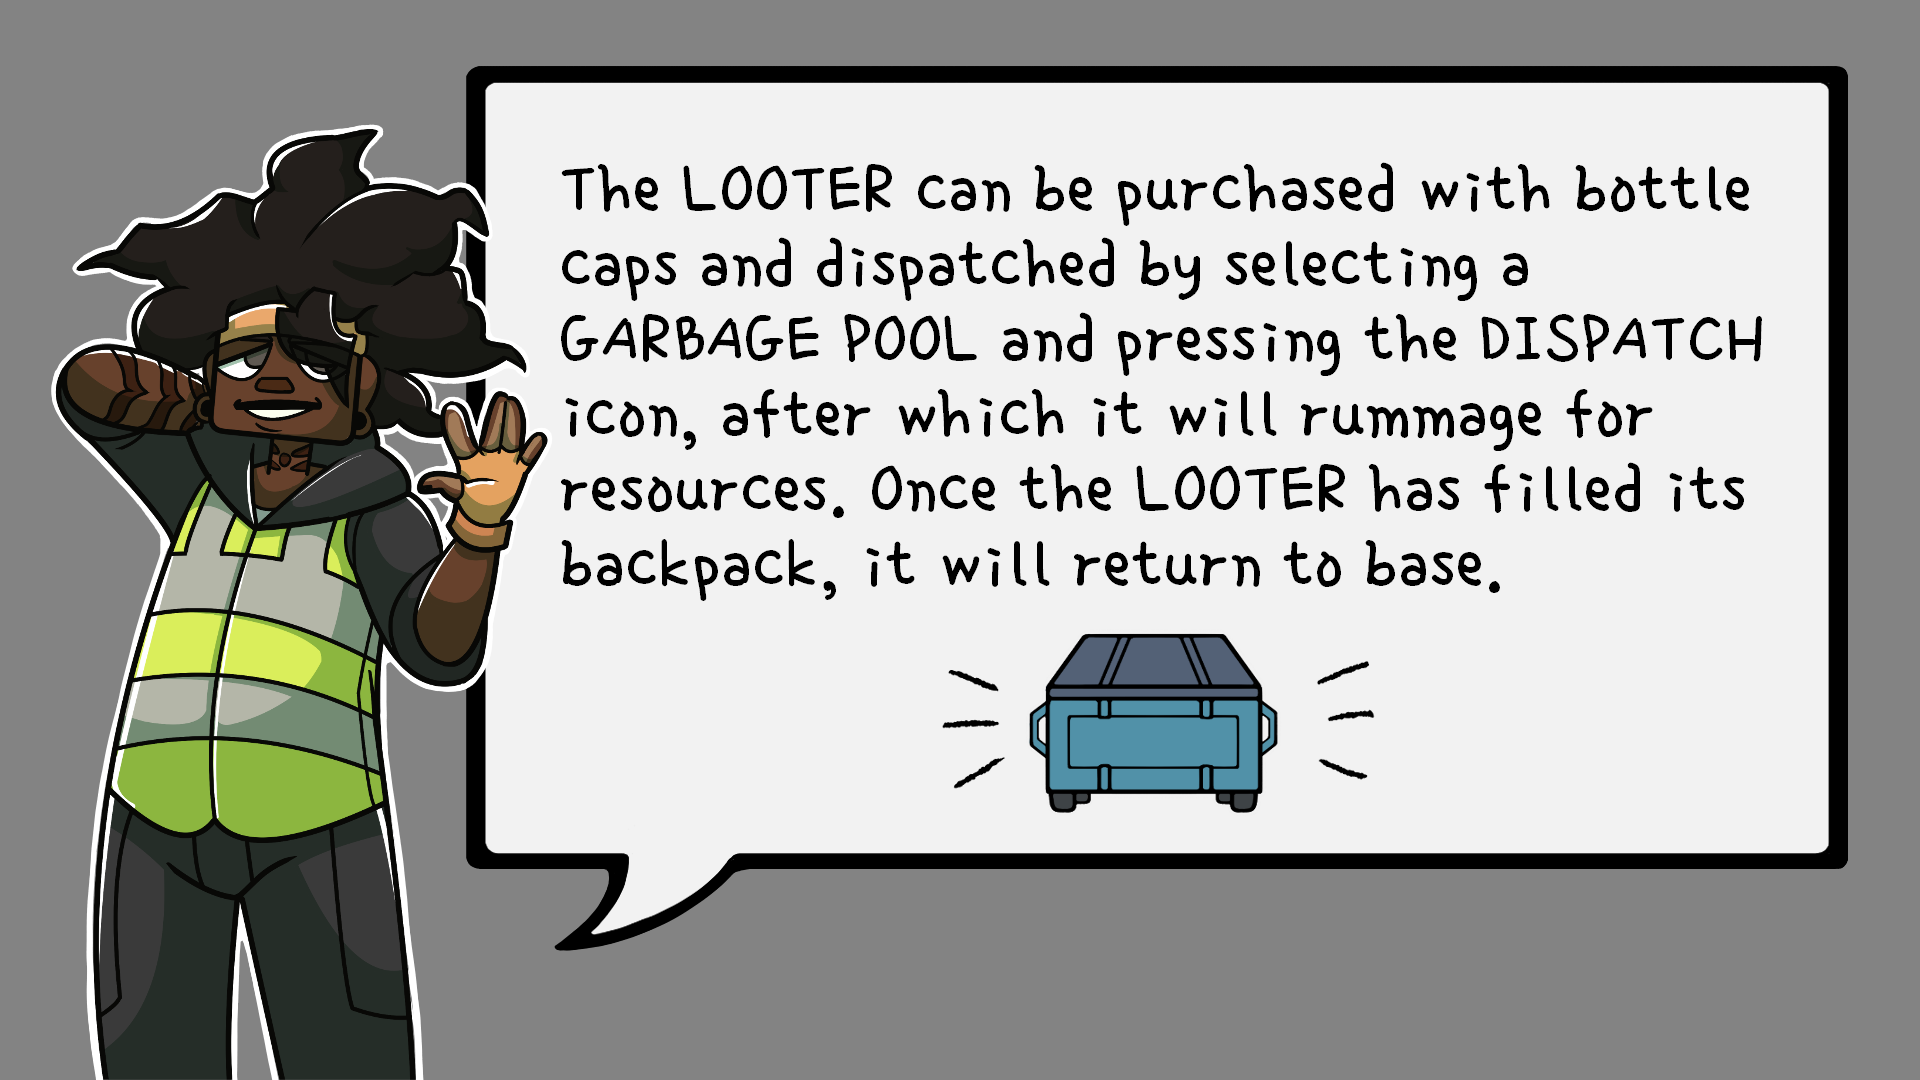 The LOOTER can be purchased with bottle
caps and dispatched by selecting a
GARBAGE POOL and pressing the DISPATCH
icon, after which it will rummage for
resources. Once the LOOTER has filled its
backpack, it will return to base.